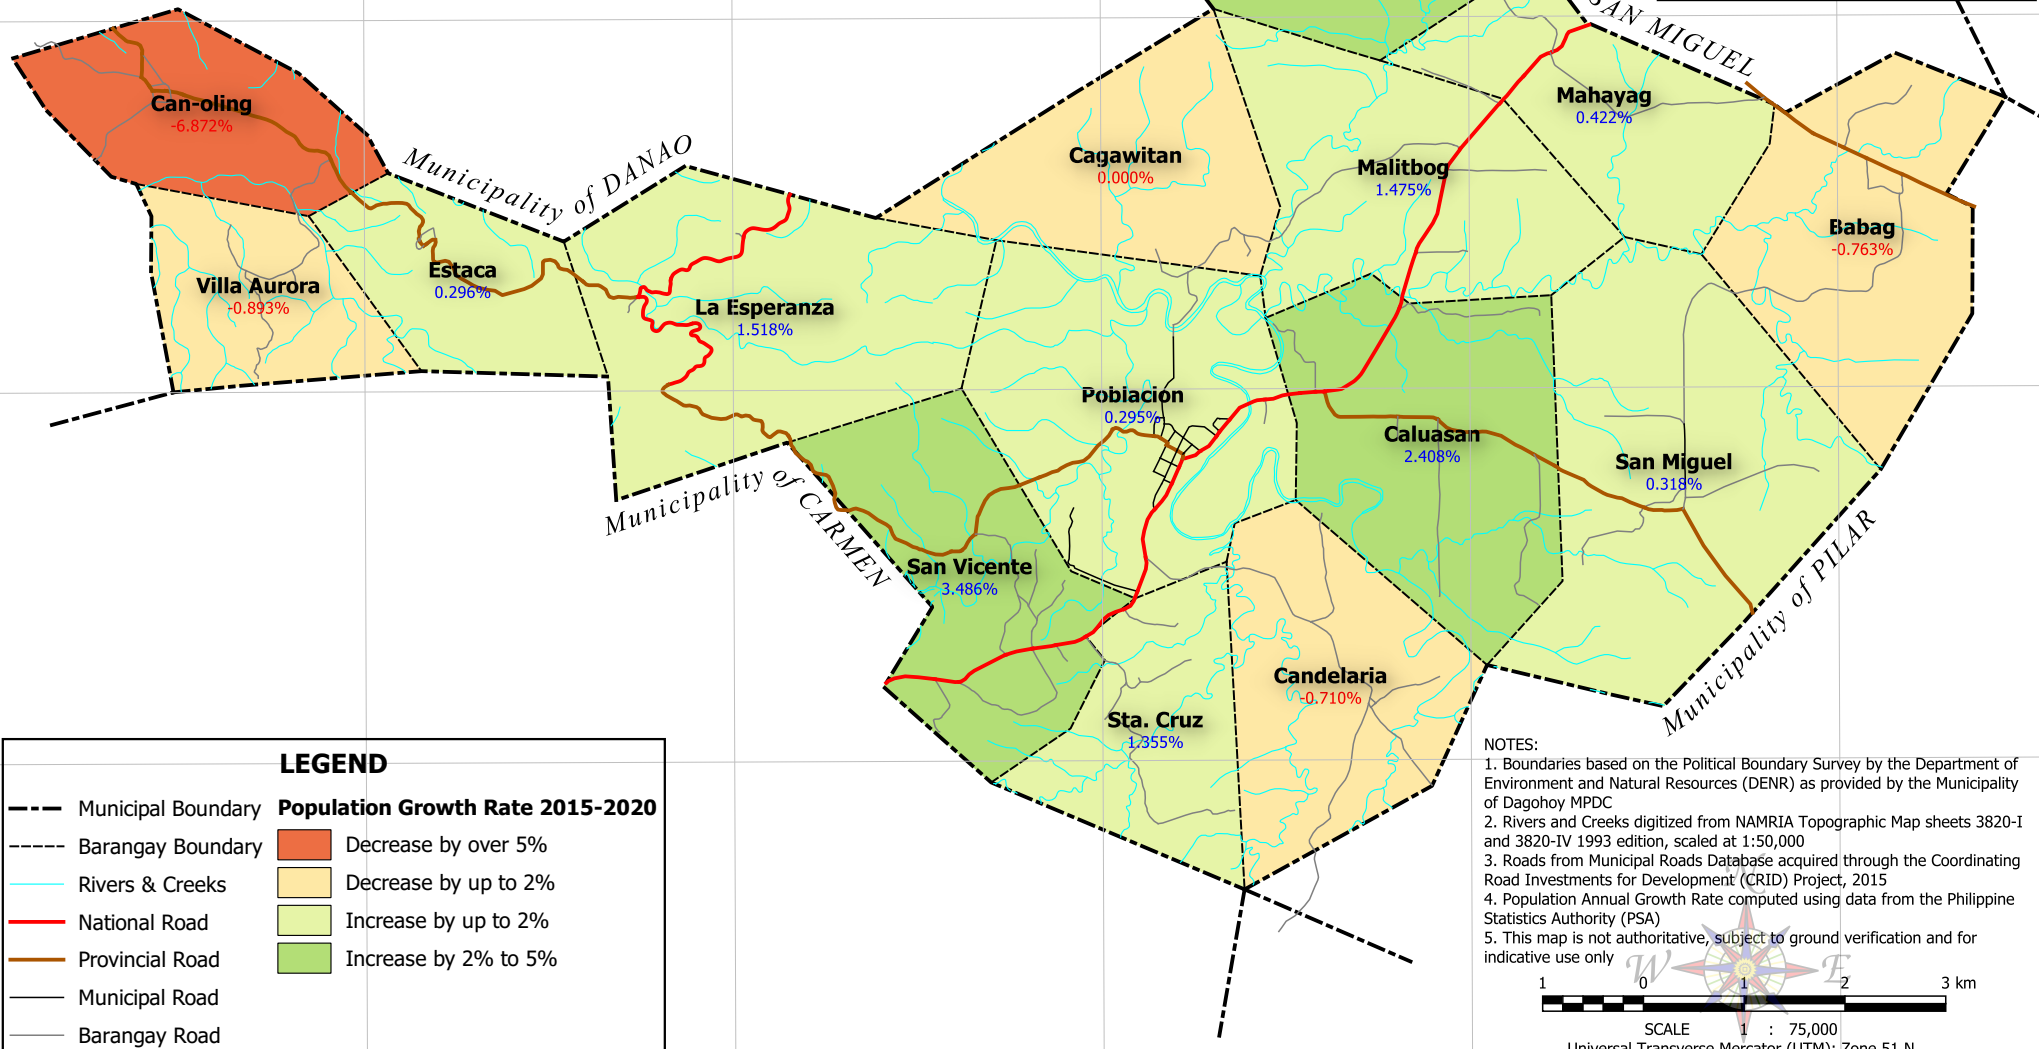 SAN MIGUEL
Can-oling
-6.872%
Municipality of DANAO
Mahayag
0.422%
Cagawitan
0.000%
Malitbog
1.475%
Babag
-0.763%
Villa Aurora
-0.893%
Estaca
0.296%
La Esperanza
1.518%
Poblacion
0.295%
Caluasan
2.408%
San Miguel
0.318%
Municipality of CARMEN
San Vicente
3.486%
Municipality of PILAR
Candelaria
-0.710%
Sta. Cruz
1.355%
LEGEND
Municipal Boundary
Barangay Boundary
Rivers & Creeks
National Road
Provincial Road
Municipal Road
Barangay Road
Population Growth Rate 2015-2020
Decrease by over 5%
Decrease by up to 2%
Increase by up to 2%
Increase by 2% to 5%
NOTES:
1. Boundaries based on the Political Boundary Survey by the Department of
Environment and Natural Resources (DENR) as provided by the Municipality
of Dagohoy MPDC
2. Rivers and Creeks digitized from NAMRIA Topographic Map sheets 3820-I
and 3820-IV 1993 edition, scaled at 1:50,000
3. Roads from Municipal Roads Database acquired through the Coordinating
Road Investments for Development (CRID) Project, 2015
4. Population Annual Growth Rate computed using data from the Philippine
Statistics Authority (PSA)
5. This map is not authoritative, subject to ground verification and for
indicative use only
N
W E
1 0 1 2 3 km
SCALE 1 : 75,000
Universal Transverse Mercator (UTM): Zone 51 N